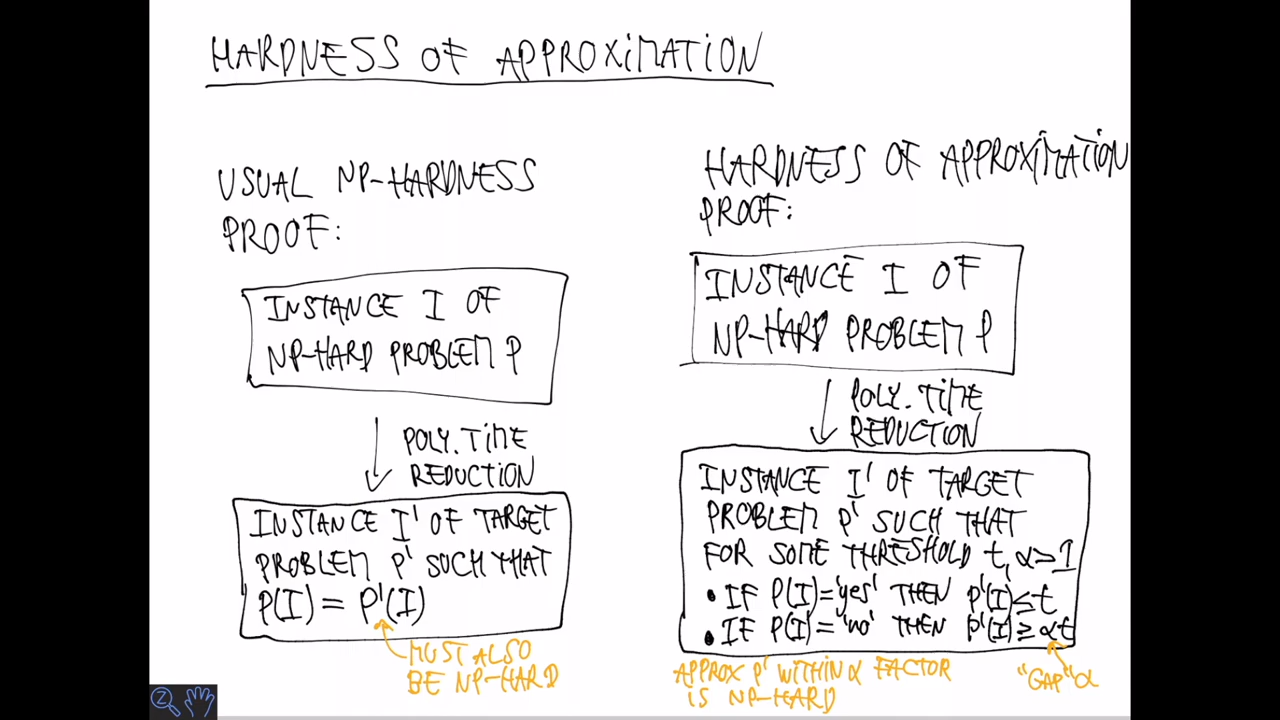 HARDNESS OF APPROXIMATION
USUAL NP-HARDNESS
PROOF:
INSTANCE I OF
NP-HARD PROBLEM P
POLY.TIME
REDUCTION
INSTANCE I' OF TARGET
PROBLEM P' SUCH THAT
P(I) = P'(I)
MUST ALSO
BE NP-HARD
HARDNESS OF APPROXIMATION
PROOF:
INSTANCE I OF
NP-HARD PROBLEM P
POLY.TIME
REDUCTION
INSTANCE I' OF TARGET
PROBLEM P' SUCH THAT
FOR SOME THRESHOLD t, α>1
• IF P(I)='yes' THEN P'(I)≤t
• IF P(I)='no' THEN P'(I)≥αt
APPROX P' WITHIN α FACTOR
IS NP-HARD
"GAP" α